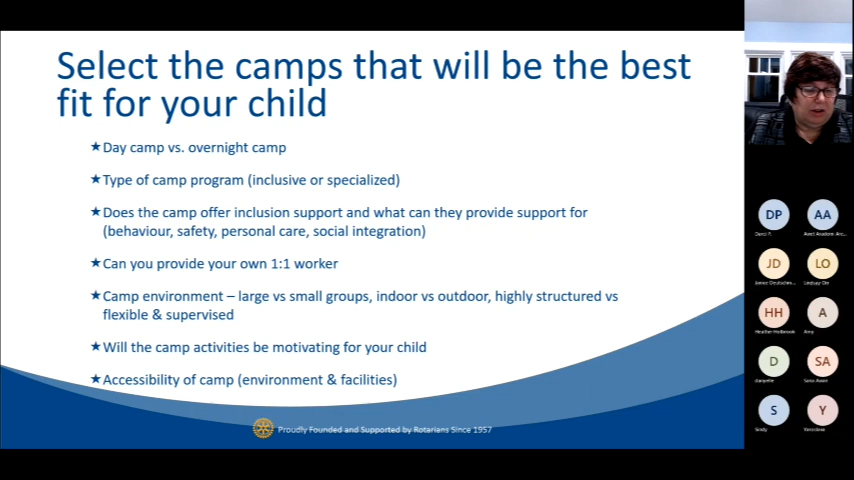 Select the camps that will be the best
fit for your child
★Day camp vs. overnight camp
★Type of camp program (inclusive or specialized)
★Does the camp offer inclusion support and what can they provide support for
(behaviour, safety, personal care, social integration)
★Can you provide your own 1:1 worker
★Camp environment – large vs small groups, indoor vs outdoor, highly structured vs
flexible & supervised
★Will the camp activities be motivating for your child
★Accessibility of camp (environment & facilities)
Proudly Founded and Supported by Rotarians Since 1957
DP
AA
JD
LO
HH
A
Heather Holbrook
Amy
D
SA
S
Y